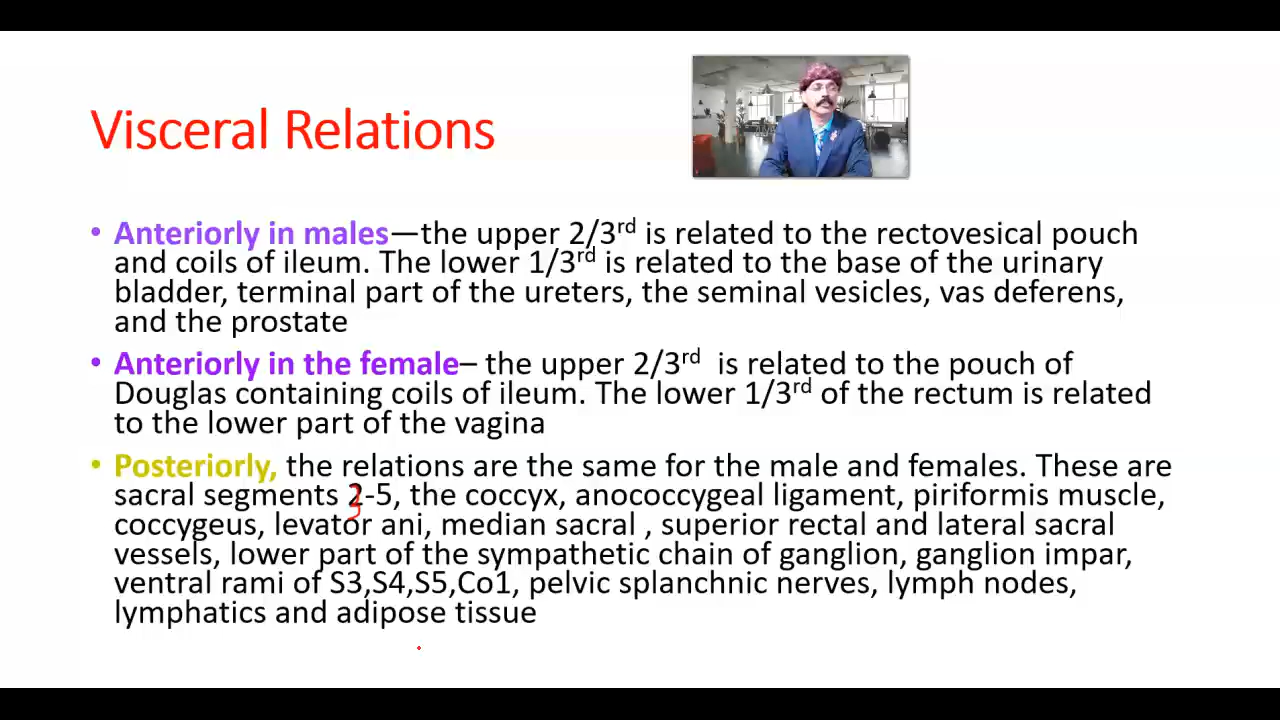 Visceral Relations
• Anteriorly in males—the upper 2/3rd is related to the rectovesical pouch
and coils of ileum. The lower 1/3rd is related to the base of the urinary
bladder, terminal part of the ureters, the seminal vesicles, vas deferens,
and the prostate
• Anteriorly in the female– the upper 2/3rd is related to the pouch of
Douglas containing coils of ileum. The lower 1/3rd of the rectum is related
to the lower part of the vagina
• Posteriorly, the relations are the same for the male and females. These are
sacral segments 2-5, the coccyx, anococcygeal ligament, piriformis muscle,
3
coccygeus, levator ani, median sacral , superior rectal and lateral sacral
vessels, lower part of the sympathetic chain of ganglion, ganglion impar,
ventral rami of S3,S4,S5,Co1, pelvic splanchnic nerves, lymph nodes,
lymphatics and adipose tissue